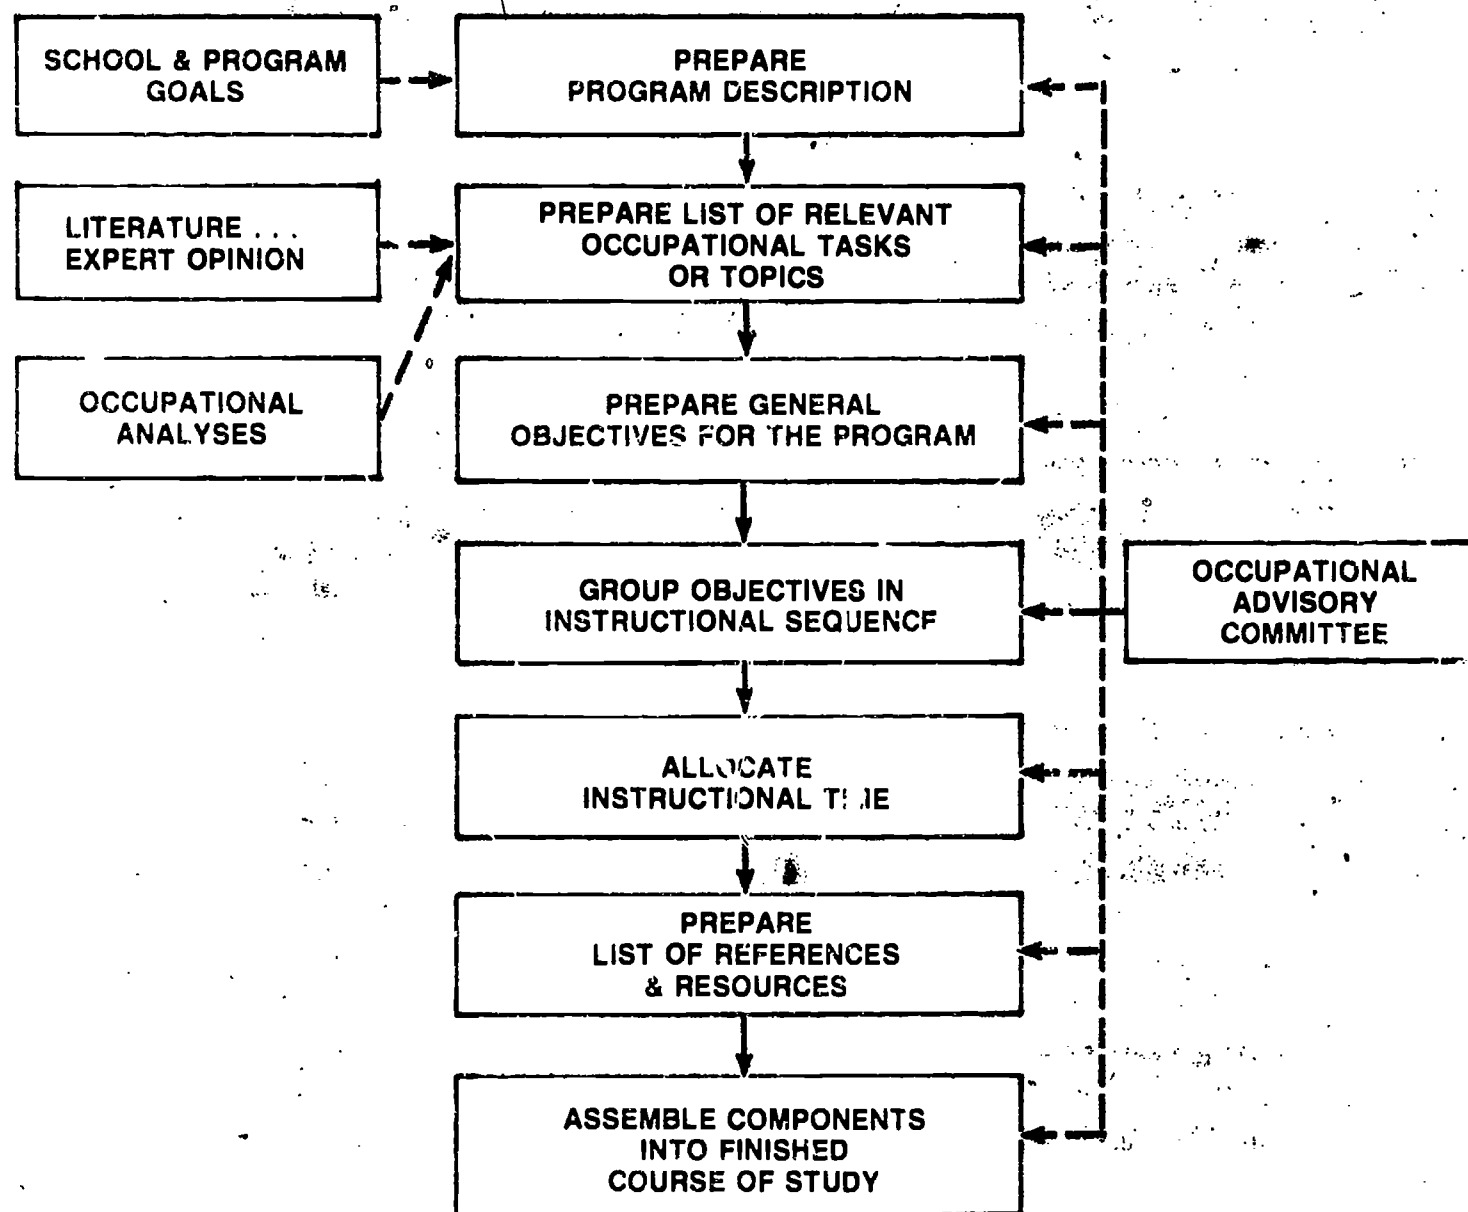 SCHOOL & PROGRAM
GOALS
PREPARE
PROGRAM DESCRIPTION
LITERATURE . . .
EXPERT OPINION
PREPARE LIST OF RELEVANT
OCCUPATIONAL TASKS
OR TOPICS
OCCUPATIONAL
ANALYSES
PREPARE GENERAL
OBJECTIVES FOR THE PROGRAM
GROUP OBJECTIVES IN
INSTRUCTIONAL SEQUENCE
OCCUPATIONAL
ADVISORY
COMMITTEE
ALLOCATE
INSTRUCTIONAL TIME
PREPARE
LIST OF REFERENCES
& RESOURCES
ASSEMBLE COMPONENTS
INTO FINISHED
COURSE OF STUDY